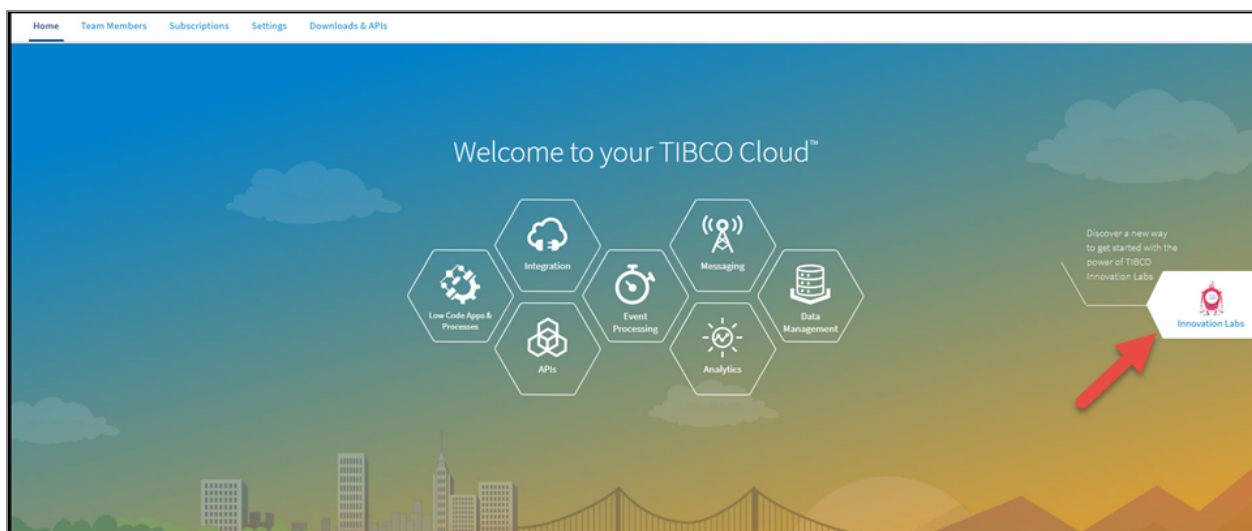 Home Team Members Subscriptions Settings Downloads & APIs
Welcome to your TIBCO Cloud™
Integration
Messaging
Low Code Apps &
Processes
Event
Processing
Data
Management
APIs
Analytics
Discover a new way
to get started with the
power of TIBCO
Innovation Labs
Innovation Labs